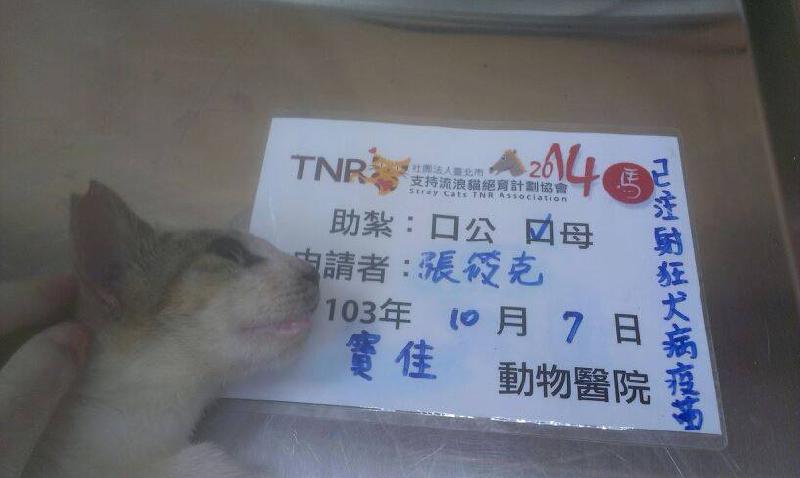 TNR 社團法人臺北市 2014 馬
支持流浪貓絕育計劃協會
Stray Cats TNR Association
助紮：口公 口母
申請者：張筱克
103年 10月 7日
寶佳 動物醫院
已注射狂犬病疫苗